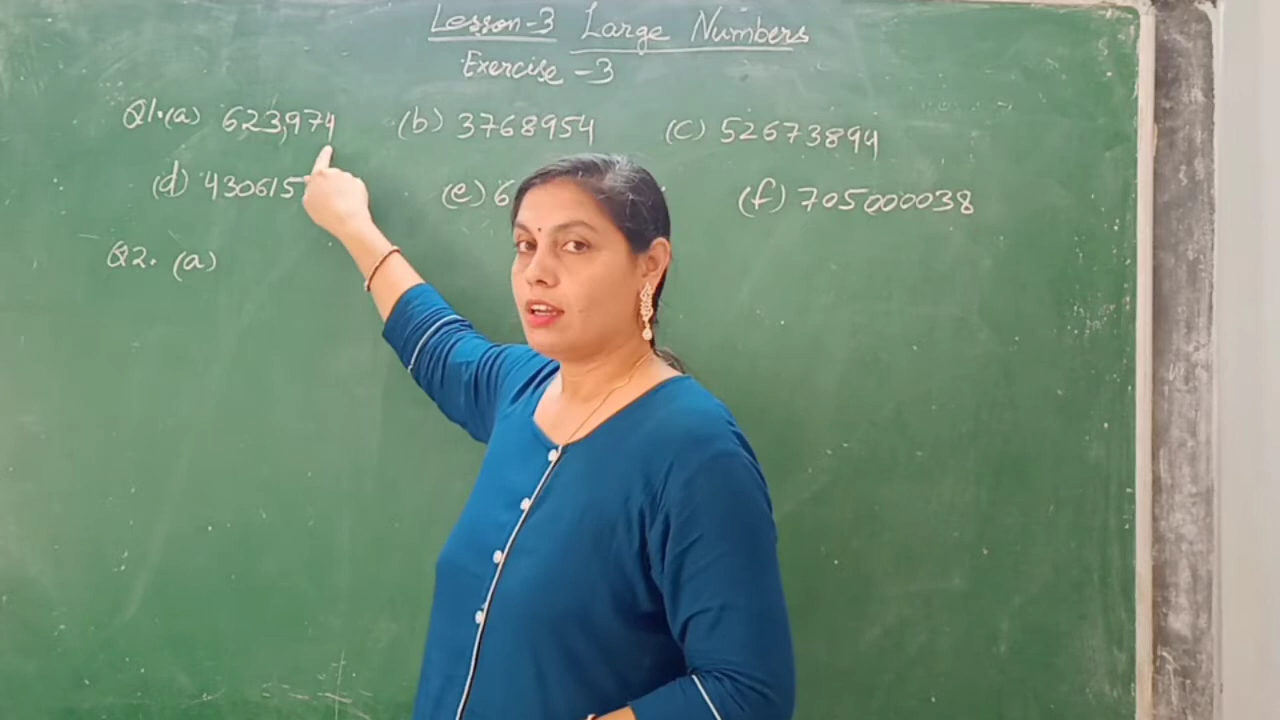 Lesson-3 Large Numbers
Exercise -3
Q1.(a) 623,974 (b) 3768954 (c) 52673894
(d) 430615 (e) 6 (f) 705000038
Q2. (a)